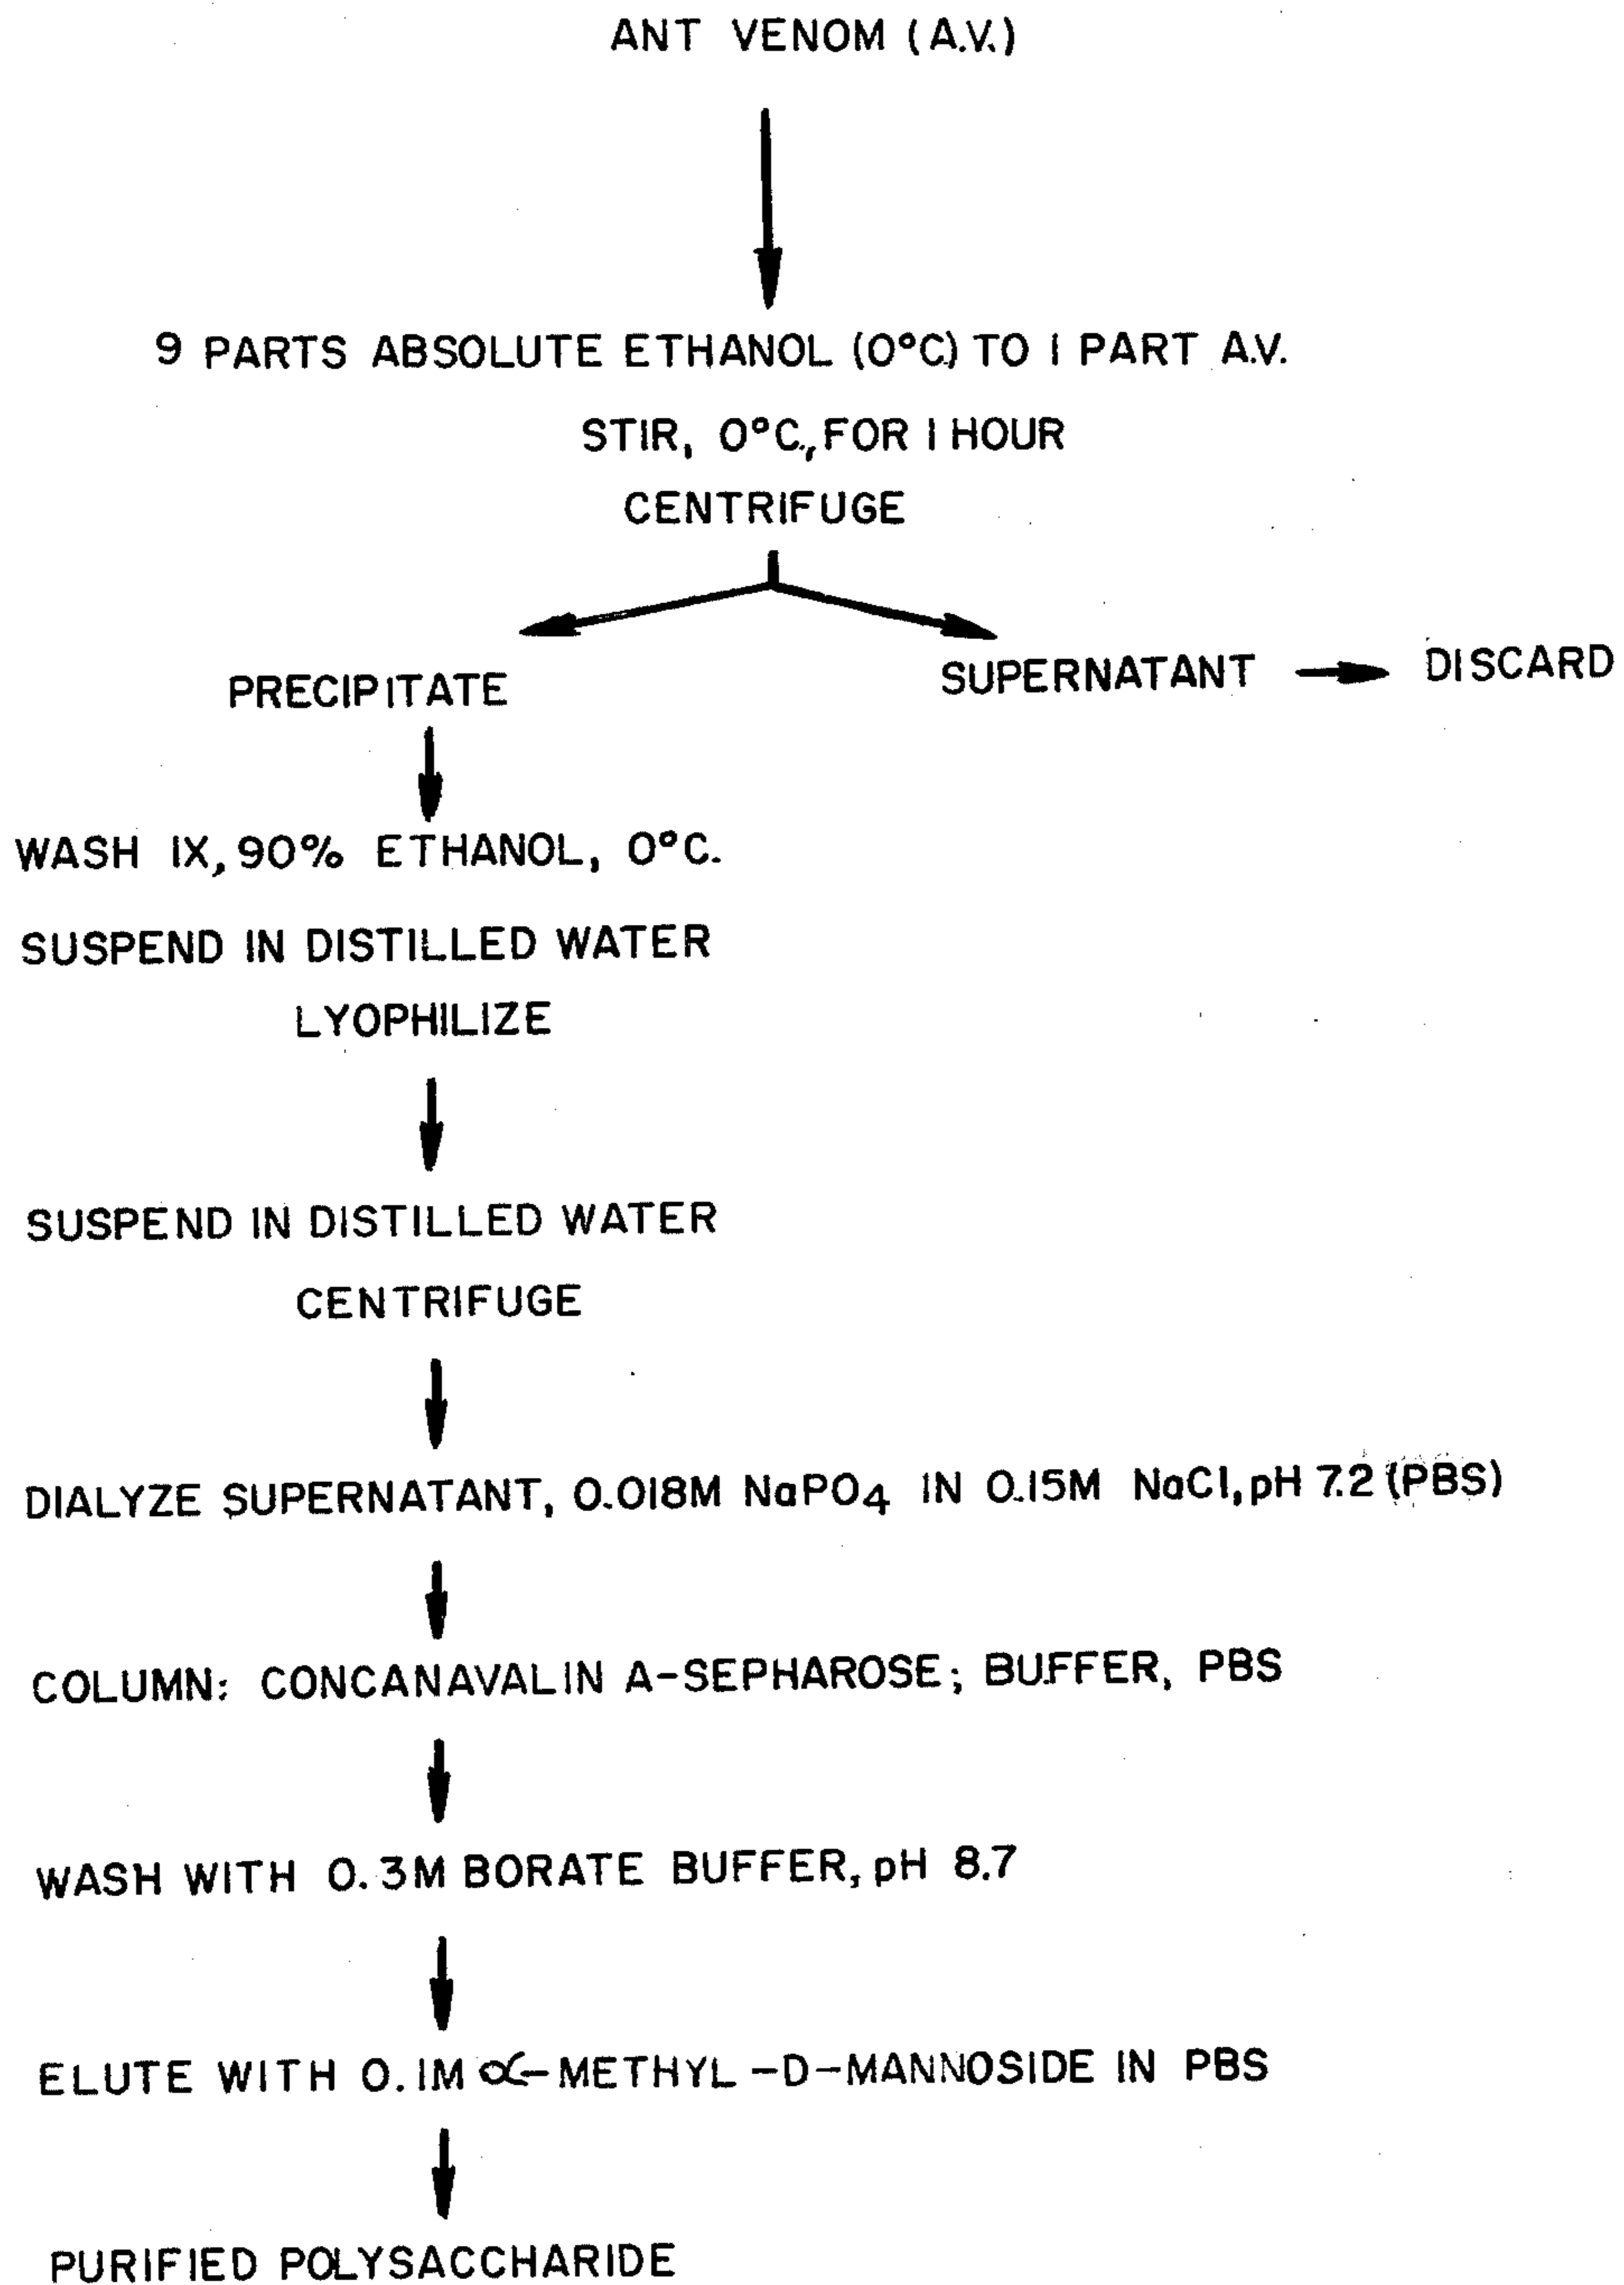 ANT VENOM (A.V.)
9 PARTS ABSOLUTE ETHANOL (0°C) TO 1 PART A.V.
STIR, 0°C., FOR 1 HOUR
CENTRIFUGE
PRECIPITATE
SUPERNATANT
DISCARD
WASH 1X, 90% ETHANOL, 0°C.
SUSPEND IN DISTILLED WATER
LYOPHILIZE
SUSPEND IN DISTILLED WATER
CENTRIFUGE
DIALYZE SUPERNATANT, 0.018M NaPO4 IN 0.15M NaCl, pH 7.2 (PBS)
COLUMN: CONCANAVALIN A-SEPHAROSE; BUFFER, PBS
WASH WITH 0.3M BORATE BUFFER, pH 8.7
ELUTE WITH 0.1M α-METHYL-D-MANNOSIDE IN PBS
PURIFIED POLYSACCHARIDE